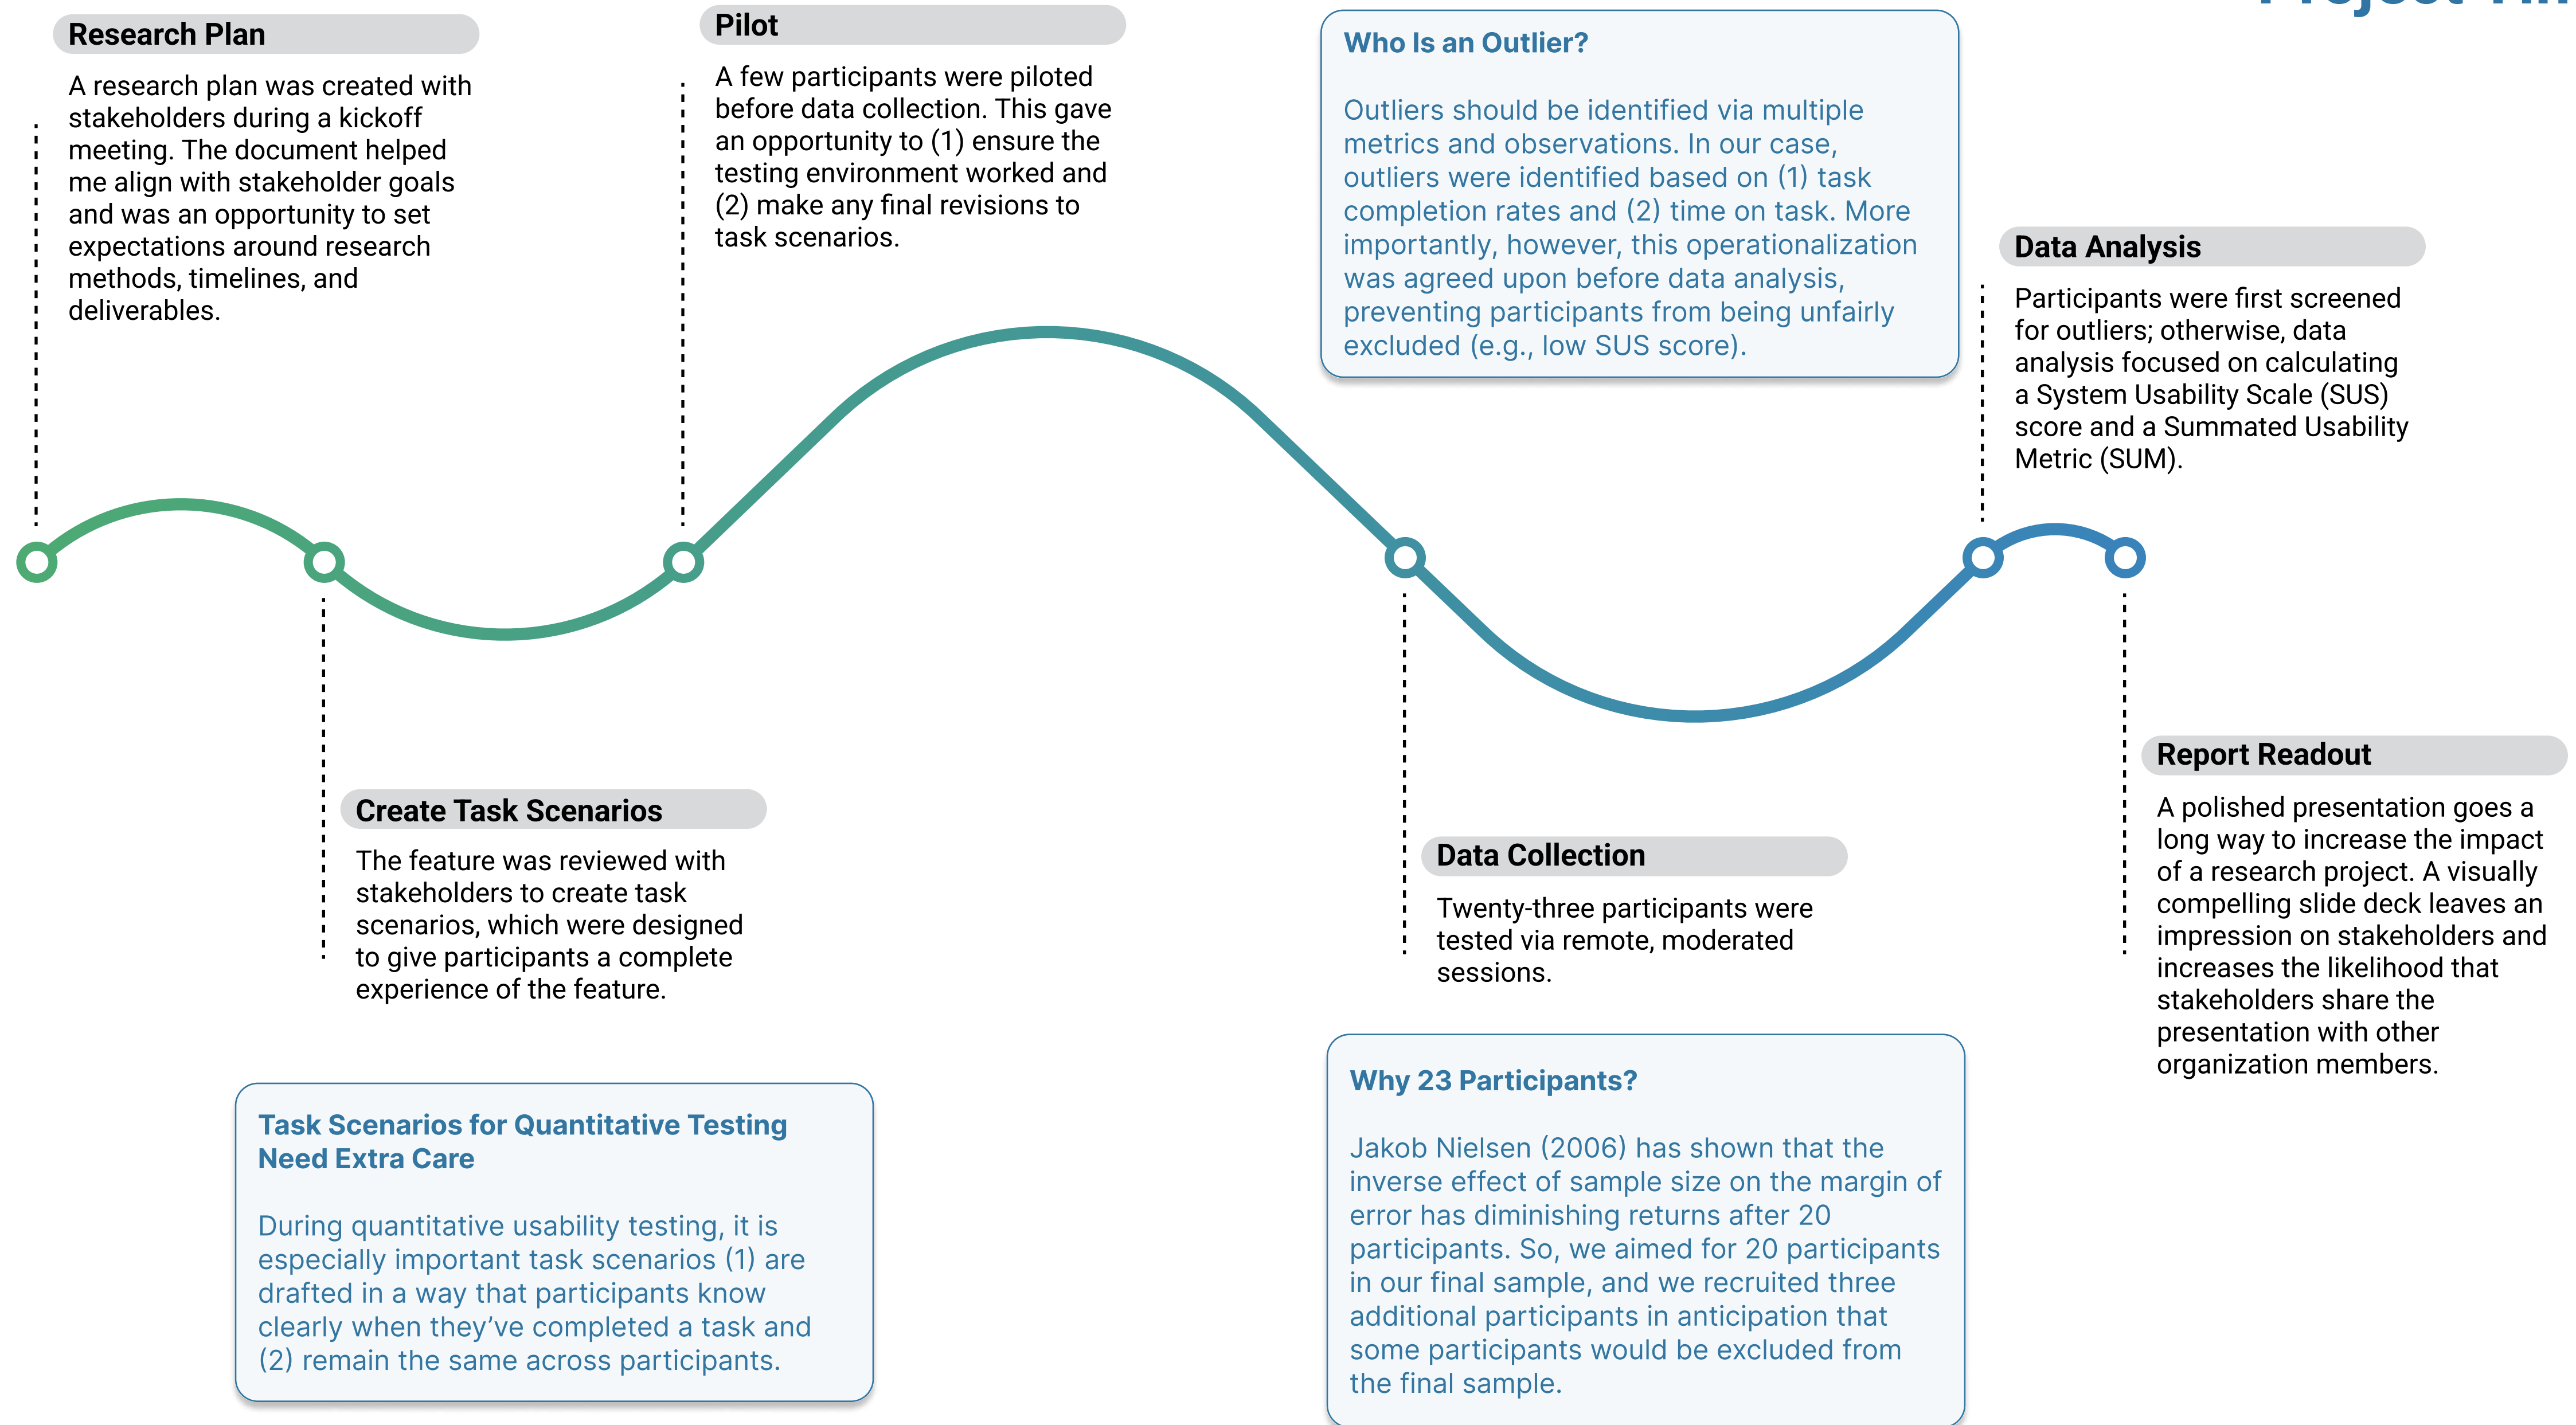 Research Plan
A research plan was created with
stakeholders during a kickoff
meeting. The document helped
me align with stakeholder goals
and was an opportunity to set
expectations around research
methods, timelines, and
deliverables.
Create Task Scenarios
The feature was reviewed with
stakeholders to create task
scenarios, which were designed
to give participants a complete
experience of the feature.
Task Scenarios for Quantitative Testing
Need Extra Care
During quantitative usability testing, it is
especially important task scenarios (1) are
drafted in a way that participants know
clearly when they’ve completed a task and
(2) remain the same across participants.
Pilot
A few participants were piloted
before data collection. This gave
an opportunity to (1) ensure the
testing environment worked and
(2) make any final revisions to
task scenarios.
Data Collection
Twenty-three participants were
tested via remote, moderated
sessions.
Why 23 Participants?
Jakob Nielsen (2006) has shown that the
inverse effect of sample size on the margin of
error has diminishing returns after 20
participants. So, we aimed for 20 participants
in our final sample, and we recruited three
additional participants in anticipation that
some participants would be excluded from
the final sample.
Who Is an Outlier?
Outliers should be identified via multiple
metrics and observations. In our case,
outliers were identified based on (1) task
completion rates and (2) time on task. More
importantly, however, this operationalization
was agreed upon before data analysis,
preventing participants from being unfairly
excluded (e.g., low SUS score).
Data Analysis
Participants were first screened
for outliers; otherwise, data
analysis focused on calculating
a System Usability Scale (SUS)
score and a Summated Usability
Metric (SUM).
Report Readout
A polished presentation goes a
long way to increase the impact
of a research project. A visually
compelling slide deck leaves an
impression on stakeholders and
increases the likelihood that
stakeholders share the
presentation with other
organization members.